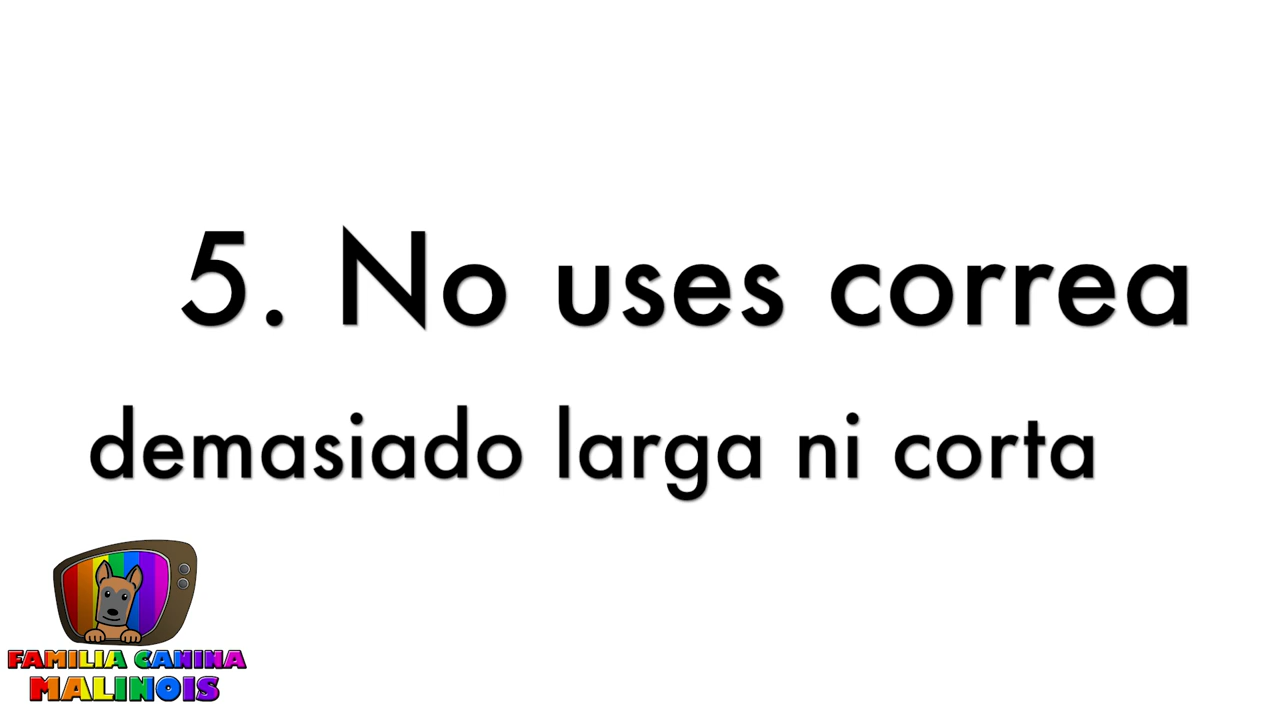 5. No uses correa
demasiado larga ni corta
FAMILIA CANINA
MALINOIS